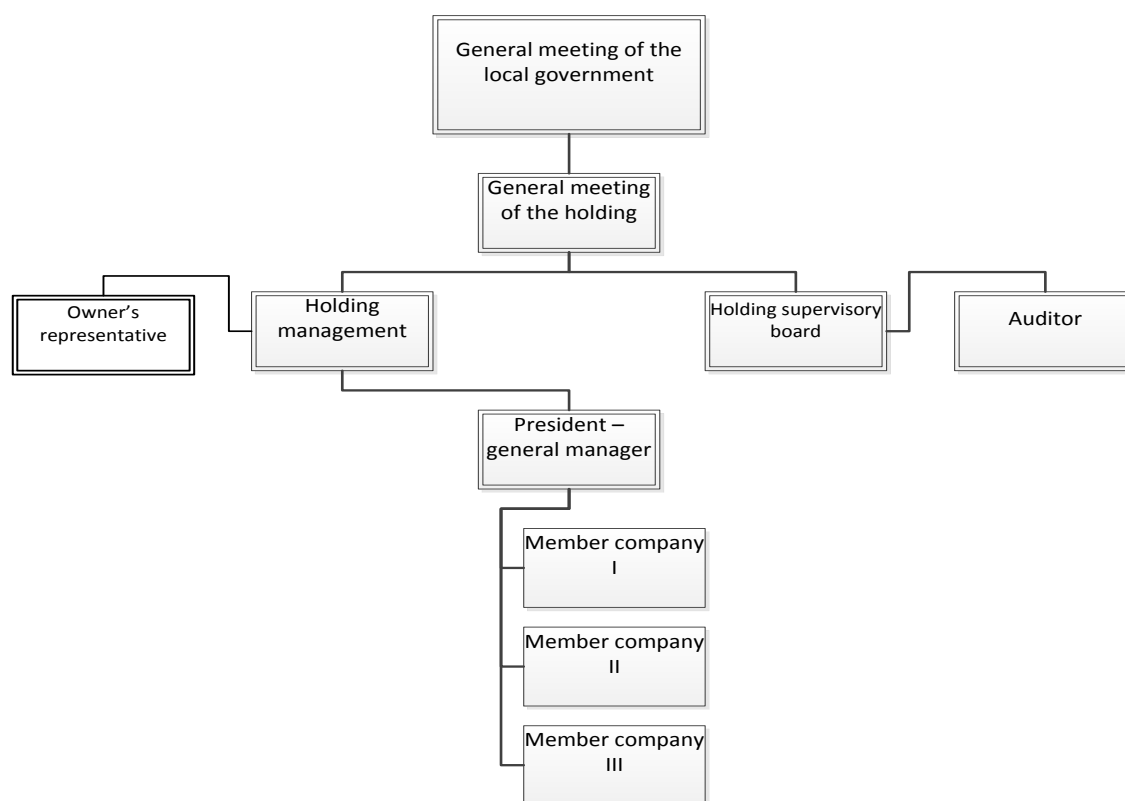 General meeting of the
local government
General meeting
of the holding
Owner’s
representative
Holding
management
Holding supervisory
board
Auditor
President –
general manager
Member company
I
Member company
II
Member company
III